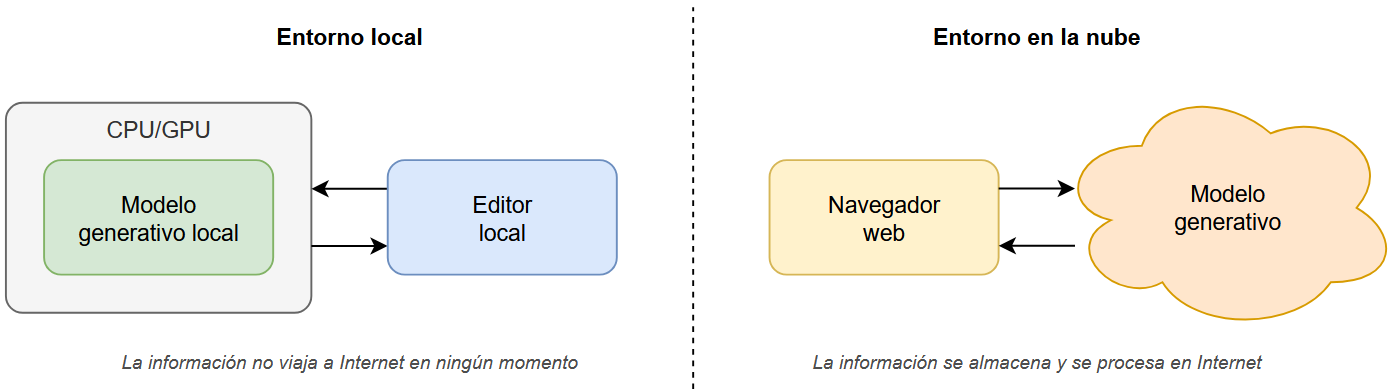 Entorno local
CPU/GPU
Modelo
generativo local
Editor
local
La información no viaja a Internet en ningún momento
Entorno en la nube
Navegador
web
Modelo
generativo
La información se almacena y se procesa en Internet